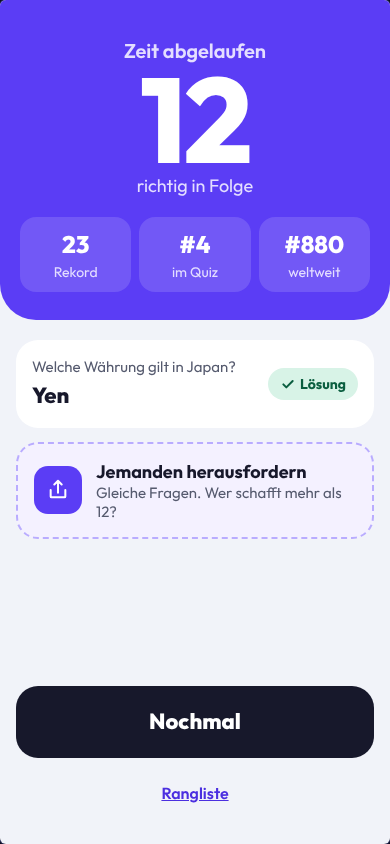 Zeit abgelaufen
12
richtig in Folge
23
Rekord
#4
im Quiz
#880
weltweit
Welche Währung gilt in Japan?
Yen
Lösung
Jemanden herausfordern
Gleiche Fragen. Wer schafft mehr als
12?
Nochmal
Rangliste